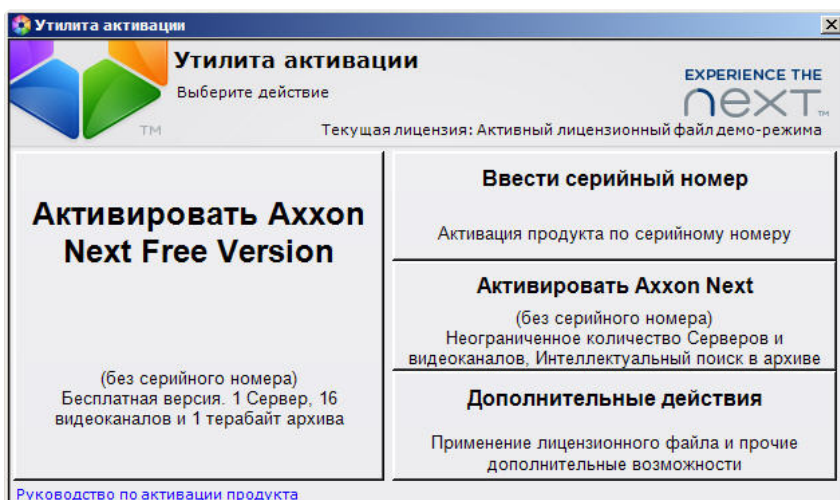 Утилита активации
Утилита активации
Выберите действие
EXPERIENCE THE
next™
TM
Текущая лицензия: Активный лицензионный файл демо-режима
Активировать Axxon
Next Free Version
(без серийного номера)
Бесплатная версия. 1 Сервер, 16
видеоканалов и 1 терабайт архива
Ввести серийный номер
Активация продукта по серийному номеру
Активировать Axxon Next
(без серийного номера)
Неограниченное количество Серверов и
видеоканалов, Интеллектуальный поиск в архиве
Дополнительные действия
Применение лицензионного файла и прочие
дополнительные возможности
Руководство по активации продукта